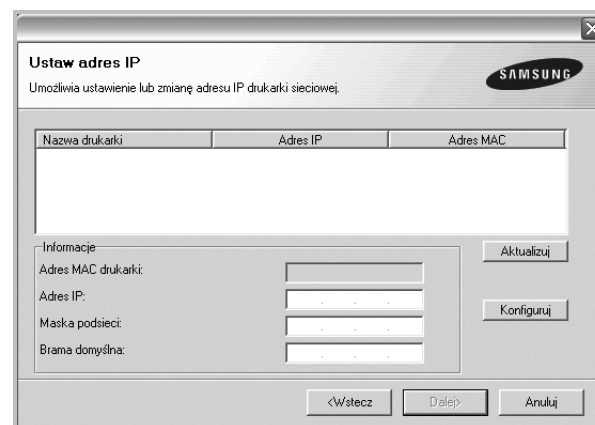 Ustaw adres IP
Umożliwia ustawienie lub zmianę adresu IP drukarki sieciowej.
SAMSUNG
Nazwa drukarki Adres IP Adres MAC
Informacje
Aktualizuj
Adres MAC drukarki:
Adres IP:
Konfiguruj
Maska podsieci:
Brama domyślna:
<Wstecz Dalej> Anuluj